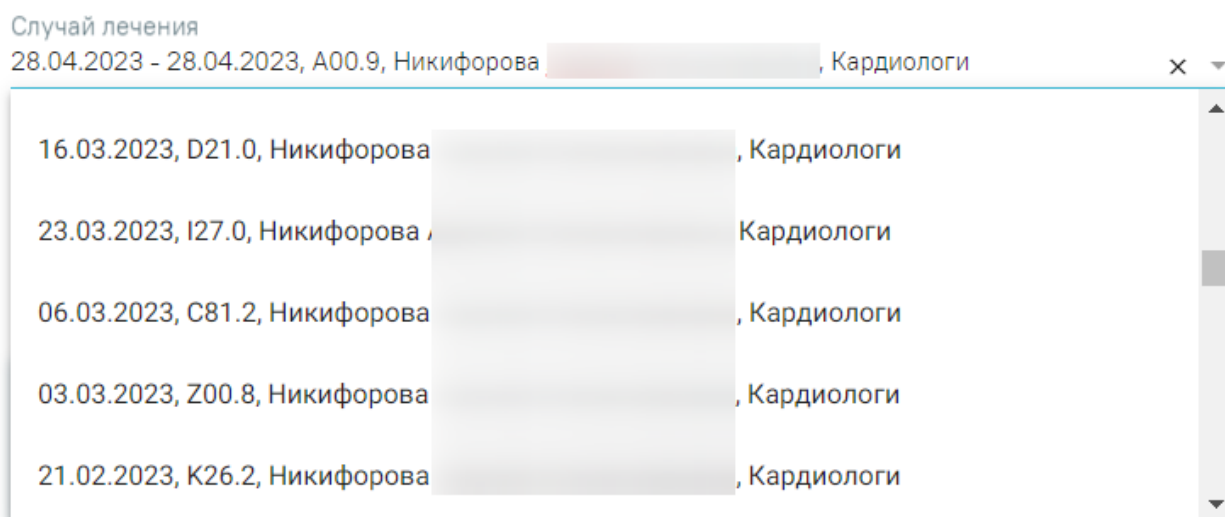 Случай лечения
28.04.2023 - 28.04.2023, A00.9, Никифорова , Кардиологи
16.03.2023, D21.0, Никифорова , Кардиологи
23.03.2023, I27.0, Никифорова Кардиологи
06.03.2023, C81.2, Никифорова , Кардиологи
03.03.2023, Z00.8, Никифорова , Кардиологи
21.02.2023, K26.2, Никифорова , Кардиологи